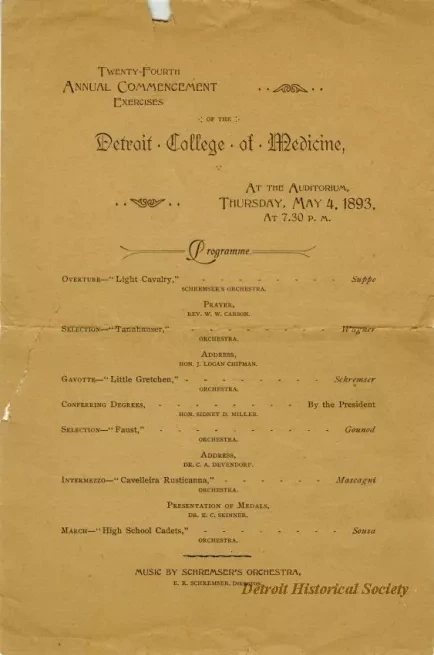 Twenty-Fourth
Annual Commencement
Exercises
OF THE
Detroit · College · of · Medicine,
At the Auditorium,
Thursday, May 4, 1893,
At 7.30 P. M.
Programme
Overture—"Light Cavalry," - - - - - - - Suppe
SCHREMSER'S ORCHESTRA.
Prayer,
REV. W. W. CARSON.
Selection—"Tannhauser," - - - - - - - Wagner
ORCHESTRA.
Address,
HON. J. LOGAN CHIPMAN.
Gavotte—"Little Gretchen," - - - - - - - Schremser
ORCHESTRA.
Conferring Degrees, - - - - - - - By the President
HON. SIDNEY D. MILLER.
Selection—"Faust," - - - - - - - Gounod
ORCHESTRA.
Address,
DR. C. A. DEVENDORF.
Intermezzo—"Cavelleira Rusticanna," - - - - - Mascagni
ORCHESTRA.
Presentation of Medals,
DR. E. C. SKINNER.
March—"High School Cadets," - - - - - - - Sousa
ORCHESTRA.
MUSIC BY SCHREMSER'S ORCHESTRA,
E. K. SCHREMSER, Director.
Detroit Historical Society